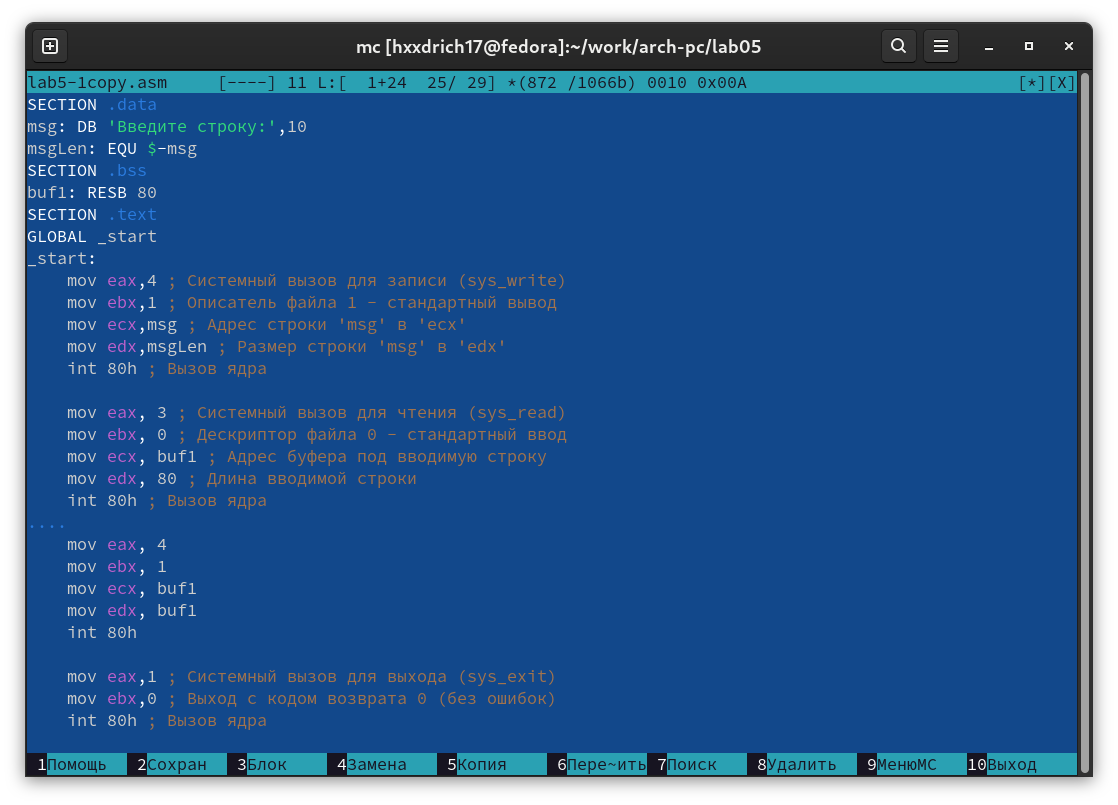 mc [hxxdrich17@fedora]:~/work/arch-pc/lab05
lab5-1copy.asm     [----] 11 L:[  1+24  25/ 29] *(872 /1066b) 0010 0x00A     [*][X]
SECTION .data
msg: DB 'Введите строку:',10
msgLen: EQU $-msg
SECTION .bss
buf1: RESB 80
SECTION .text
GLOBAL _start
_start:
    mov eax,4 ; Системный вызов для записи (sys_write)
    mov ebx,1 ; Описатель файла 1 - стандартный вывод
    mov ecx,msg ; Адрес строки 'msg' в 'ecx'
    mov edx,msgLen ; Размер строки 'msg' в 'edx'
    int 80h ; Вызов ядра
    mov eax, 3 ; Системный вызов для чтения (sys_read)
    mov ebx, 0 ; Дескриптор файла 0 - стандартный ввод
    mov ecx, buf1 ; Адрес буфера под вводимую строку
    mov edx, 80 ; Длина вводимой строки
    int 80h ; Вызов ядра
....
    mov eax, 4
    mov ebx, 1
    mov ecx, buf1
    mov edx, buf1
    int 80h
    mov eax,1 ; Системный вызов для выхода (sys_exit)
    mov ebx,0 ; Выход с кодом возврата 0 (без ошибок)
    int 80h ; Вызов ядра
1Помощь 2Сохран 3Блок 4Замена 5Копия 6Пере~ить 7Поиск 8Удалить 9МенюМС 10Выход